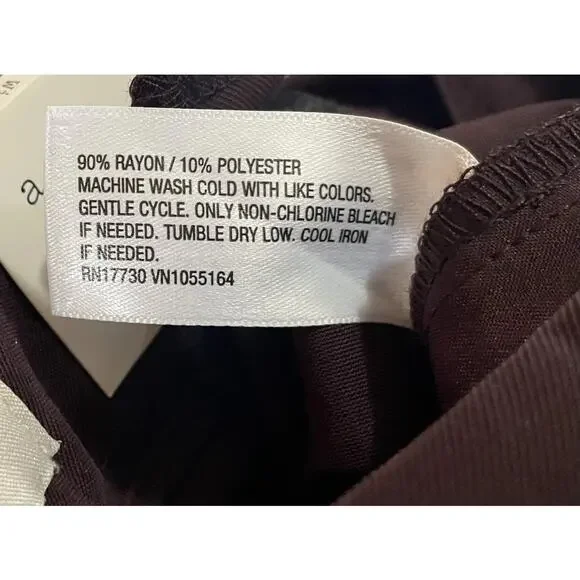 90% RAYON / 10% POLYESTER
MACHINE WASH COLD WITH LIKE COLORS.
GENTLE CYCLE. ONLY NON-CHLORINE BLEACH
IF NEEDED. TUMBLE DRY LOW. COOL IRON
IF NEEDED.
RN17730 VN1055164
a